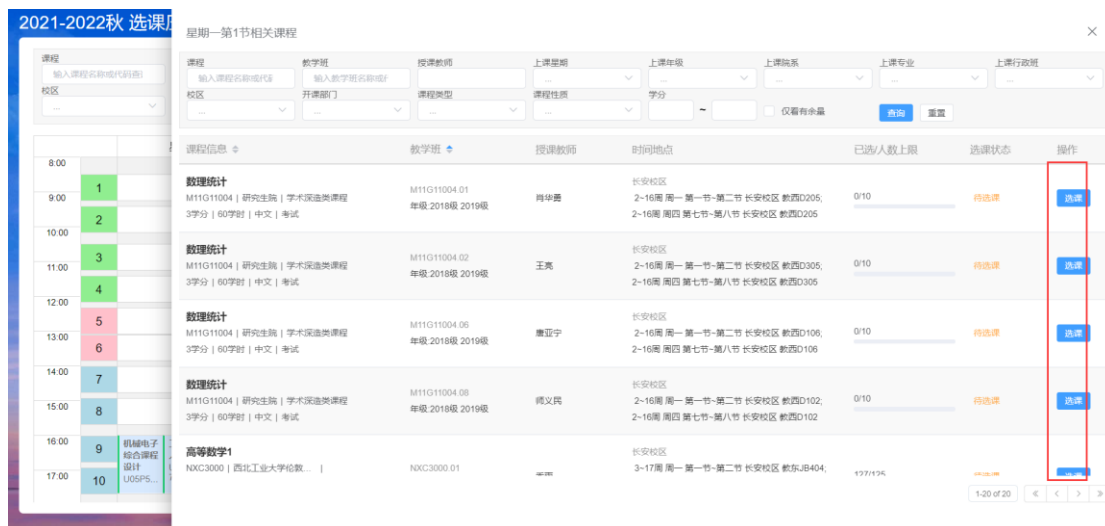 2021-2022秋 选课
课程
输入课程名称或代码查
校区
...
8:00
1
9:00
2
10:00
3
11:00
4
12:00
5
13:00
6
14:00
7
15:00
8
16:00
9
17:00
10
机械电子
综合课程
设计
U05P5...
星期一第1节相关课程
课程 教学班 授课教师 上课星期 上课年级 上课院系 上课专业 上课行政班
输入课程名称或代 输入教学班名称或 ... ... ... ... ...
校区 开课部门 课程类型 课程性质 学分
... ... ... ... ~ 仅看有余量 查询 重置
课程信息 教学班 授课教师 时间地点 已选/人数上限 选课状态 操作
数理统计
M11G11004 | 研究生院 | 学术深造类课程
3学分 | 60学时 | 中文 | 考试
M11G11004.01
年级:2018级 2019级
肖华勇
长安校区
2~16周 周一 第一节~第二节 长安校区 教西D205;
2~16周 周四 第七节~第八节 长安校区 教西D205
0/10
待选课
选课
数理统计
M11G11004 | 研究生院 | 学术深造类课程
3学分 | 60学时 | 中文 | 考试
M11G11004.02
年级:2018级 2019级
王亮
长安校区
2~16周 周一 第一节~第二节 长安校区 教西D305;
2~16周 周四 第七节~第八节 长安校区 教西D305
0/10
待选课
选课
数理统计
M11G11004 | 研究生院 | 学术深造类课程
3学分 | 60学时 | 中文 | 考试
M11G11004.06
年级:2018级 2019级
唐亚宁
长安校区
2~16周 周一 第一节~第二节 长安校区 教西D106;
2~16周 周四 第七节~第八节 长安校区 教西D106
0/10
待选课
选课
数理统计
M11G11004 | 研究生院 | 学术深造类课程
3学分 | 60学时 | 中文 | 考试
M11G11004.08
年级:2018级 2019级
师义民
长安校区
2~16周 周一 第一节~第二节 长安校区 教西D102;
2~16周 周四 第七节~第八节 长安校区 教西D102
0/10
待选课
选课
高等数学1
NXC3000 | 西北工业大学伦敦... |
NXC3000.01
长安校区
3~17周 周一 第一节~第二节 长安校区 教东JB404;
127/125
待选课
选课
1-20 of 20